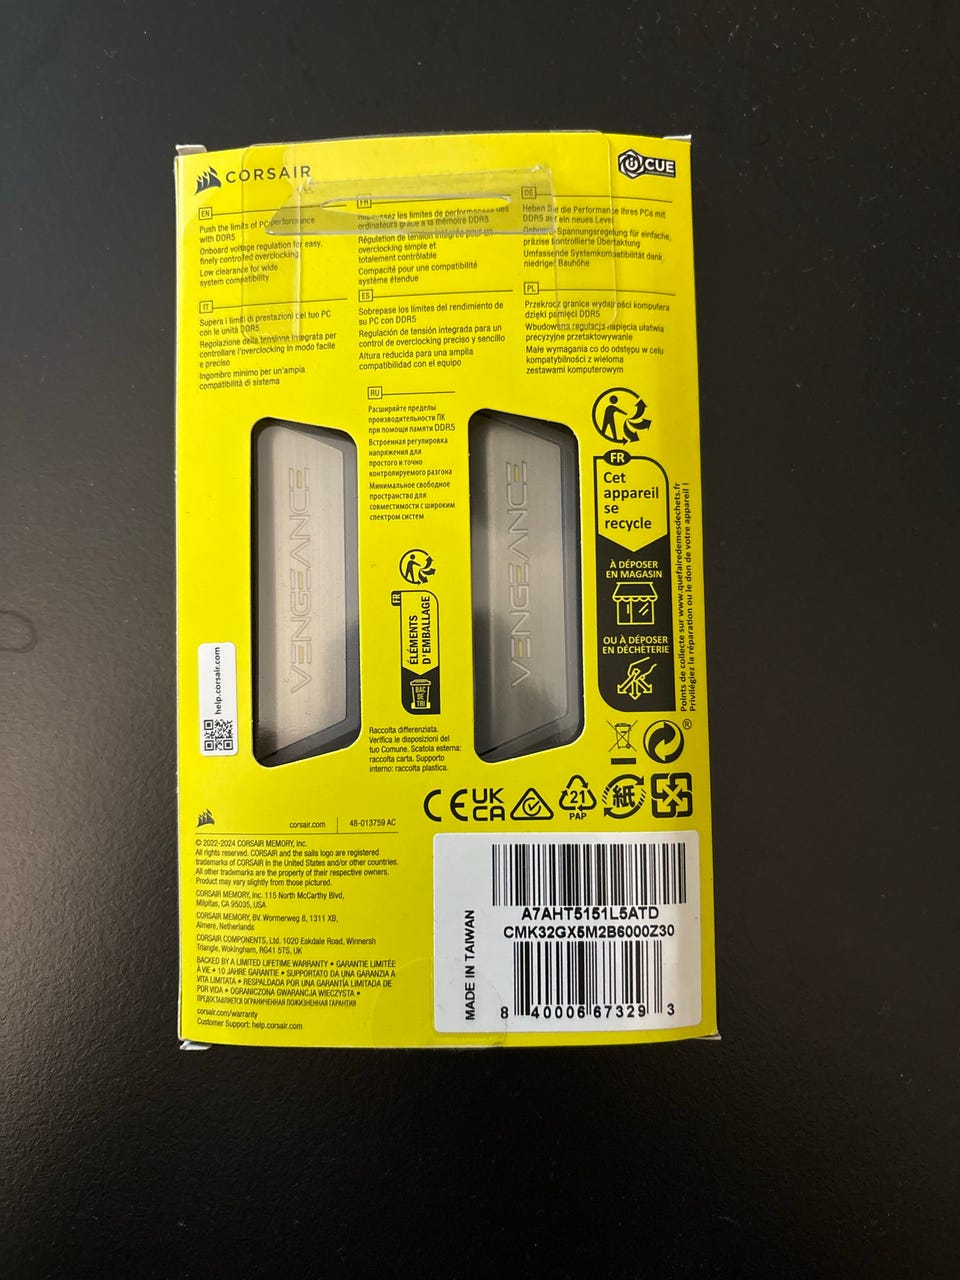 CORSAIR
CUE
EN
Push the limits of PC performance
with DDR5
Onboard voltage regulation for easy,
finely controlled overclocking
Low clearance for wide
system compatibility
FR
Repoussez les limites de performances des
ordinateurs grâce à la mémoire DDR5
Régulation de tension intégrée pour un
overclocking simple et
totalement contrôlable
Compacité pour une compatibilité
système étendue
DE
Heben Sie die Performance Ihres PCs mit
DDR5 auf ein neues Level
Onboard-Spannungsregelung für einfache,
präzise kontrollierte Übertaktung
Umfassende Systemkompatibilität dank
niedriger Bauhöhe
IT
Supera i limiti di prestazioni del tuo PC
con le unità DDR5
Regolazione della tensione integrata per
controllare l'overclocking in modo facile
e preciso
Ingombro minimo per un'ampia
compatibilità di sistema
ES
Sobrepase los límites del rendimiento de
su PC con DDR5
Regulación de tensión integrada para un
control de overclocking preciso y sencillo
Altura reducida para una amplia
compatibilidad con el equipo
PL
Przekrocz granice wydajności komputera
dzięki pamięci DDR5
Wbudowana regulacja napięcia ułatwia
precyzyjne przetaktowywanie
Małe wymagania co do odstępu w celu
kompatybilności z wieloma
zestawami komputerowym
RU
Расширяйте пределы
производительности ПК
при помощи памяти DDR5
Встроенная регулировка
напряжения для
простого и точно
контролируемого разгона
Минимальное свободное
пространство для
совместимости с широким
спектром систем
VENGEANCE
VENGEANCE
help.corsair.com
FR
ÉLÉMENTS
D'EMBALLAGE
BAC
DE
TRI
FR
Cet
appareil
se
recycle
À DÉPOSER
EN MAGASIN
OU À DÉPOSER
EN DÉCHÈTERIE
Points de collecte sur www.quefairedemesdechets.fr
Privilégiez la réparation ou le don de votre appareil !
Raccolta differenziata.
Verifica le disposizioni del
tuo Comune. Scatola esterna:
raccolta carta. Supporto
interno: raccolta plastica.
®
CE
UK
CA
21
PAP
紙
corsair.com
48-013759 AC
© 2022-2024 CORSAIR MEMORY, Inc.
All rights reserved. CORSAIR and the sails logo are registered
trademarks of CORSAIR in the United States and/or other countries.
All other trademarks are the property of their respective owners.
Product may vary slightly from those pictured.
CORSAIR MEMORY, Inc. 115 North McCarthy Blvd,
Milpitas, CA 95035, USA
CORSAIR MEMORY, BV. Wormerweg 8, 1311 XB,
Almere, Netherlands
CORSAIR COMPONENTS, Ltd. 1020 Eskdale Road, Winnersh
Triangle, Wokingham, RG41 5TS, UK
BACKED BY A LIMITED LIFETIME WARRANTY • GARANTIE LIMITÉE
À VIE • 10 JAHRE GARANTIE • SUPPORTATO DA UNA GARANZIA A
VITA LIMITATA • RESPALDADA POR UNA GARANTÍA LIMITADA DE
POR VIDA • OGRANICZONA GWARANCJA WIECZYSTA •
ПРЕДОСТАВЛЯЕТСЯ ОГРАНИЧЕННАЯ ПОЖИЗНЕННАЯ ГАРАНТИЯ
corsair.com/warranty
Customer Support: help.corsair.com
MADE IN TAIWAN
A7AHT5151L5ATD
CMK32GX5M2B6000Z30
8 40006 67329 3